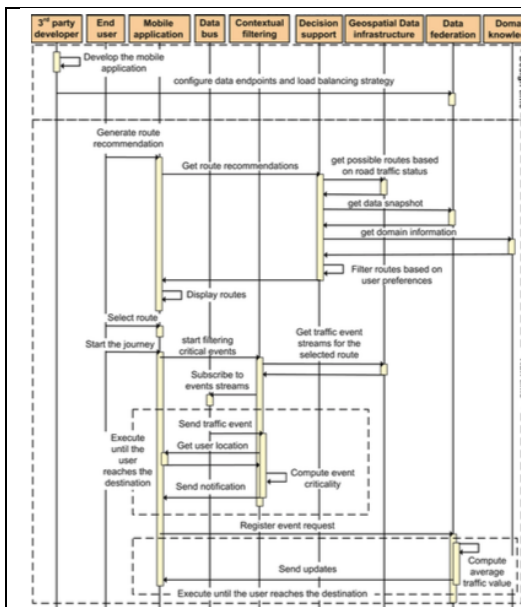 3rd party developer
End user
Mobile application
Data bus
Contextual filtering
Decision support
Geospatial Data infrastructure
Data federation
Doma knowled
Develop the mobile
application
configure data endpoints and load balancing strategy
Generate route
recommendation
Get route recommendations
get possible routes based
on road traffic status
get data snapshot
get domain information
Filter routes based on
user preferences
Display routes
Select route
Start the journey
start filtering
critical events
Get traffic event
streams for the
selected route
Subscribe to
events streams
Send traffic event
Execute
until the
user
reaches the
destination
Get user location
Compute event
criticality
Send notification
Register event request
Compute
average
traffic value
Send updates
Execute until the user reaches the destination